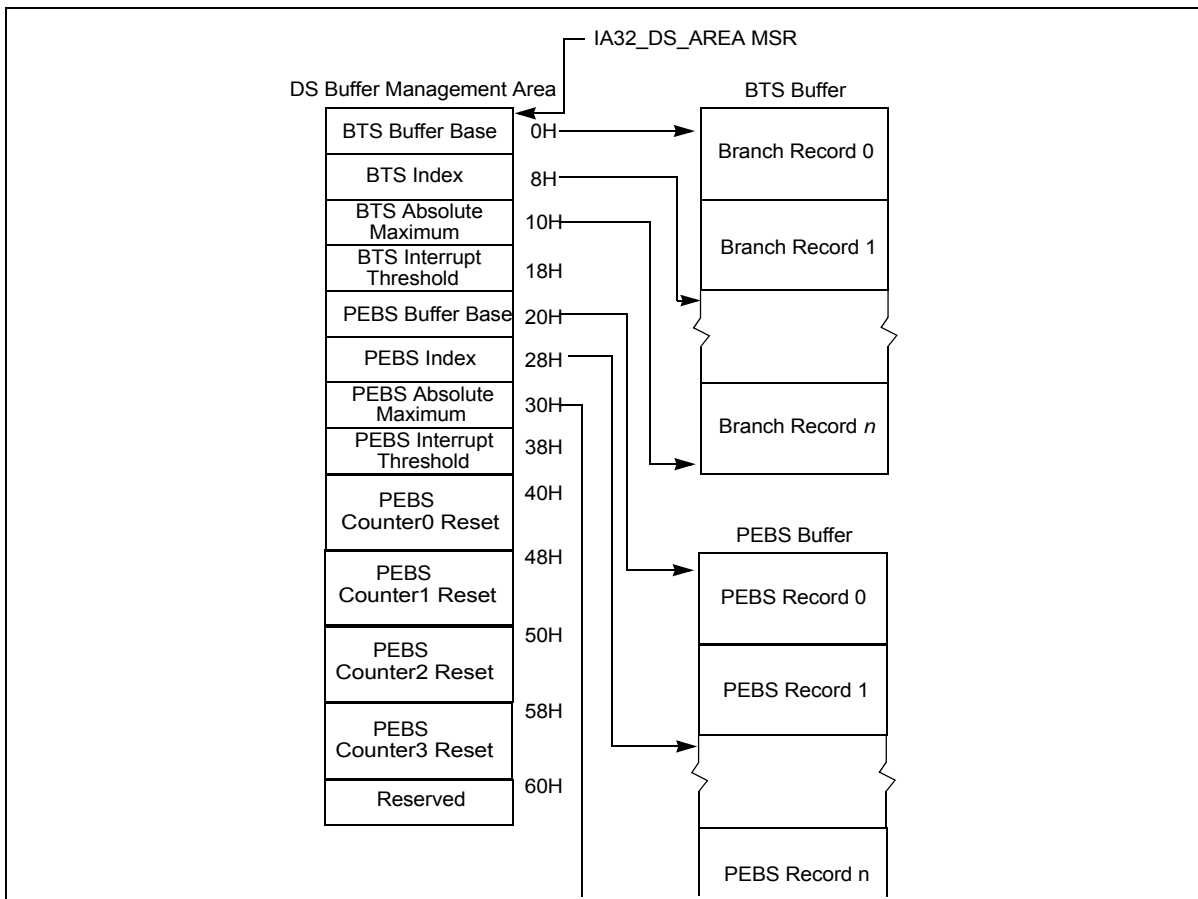 IA32_DS_AREA MSR
DS Buffer Management Area
BTS Buffer Base 0H
BTS Index 8H
BTS Absolute
Maximum 10H
BTS Interrupt
Threshold 18H
PEBS Buffer Base 20H
PEBS Index 28H
PEBS Absolute
Maximum 30H
PEBS Interrupt
Threshold 38H
40H
PEBS
Counter0 Reset
48H
PEBS
Counter1 Reset
50H
PEBS
Counter2 Reset
58H
PEBS
Counter3 Reset
60H
Reserved
BTS Buffer
Branch Record 0
Branch Record 1
Branch Record n
PEBS Buffer
PEBS Record 0
PEBS Record 1
PEBS Record n